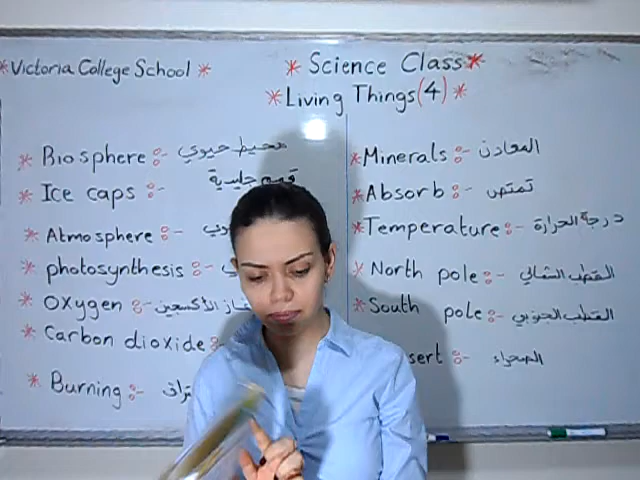 *Victoria College School *
* Science Class *
* Living Things (4) *
* Biosphere :- محيط حيوي
* Ice caps :- قمم جليدية
* Atmosphere :-
* photosynthesis :-
* Oxygen :- غاز الأكسجين
* Carbon dioxide :-
* Burning :-
* Minerals :- المعادن
* Absorb :- تمتص
* Temperature :- درجة الحرارة
* North pole :- القطب الشمالي
* South pole :- القطب الجنوبي
sert :- الصحراء